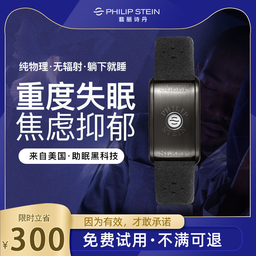 PHILIP STEIN
翡丽诗丹
纯物理·无辐射·躺下就睡
重度失眠
焦虑抑郁
来自美国·助眠黑科技
限时立省
¥300
因为有效，才敢承诺
免费试用·不满可退